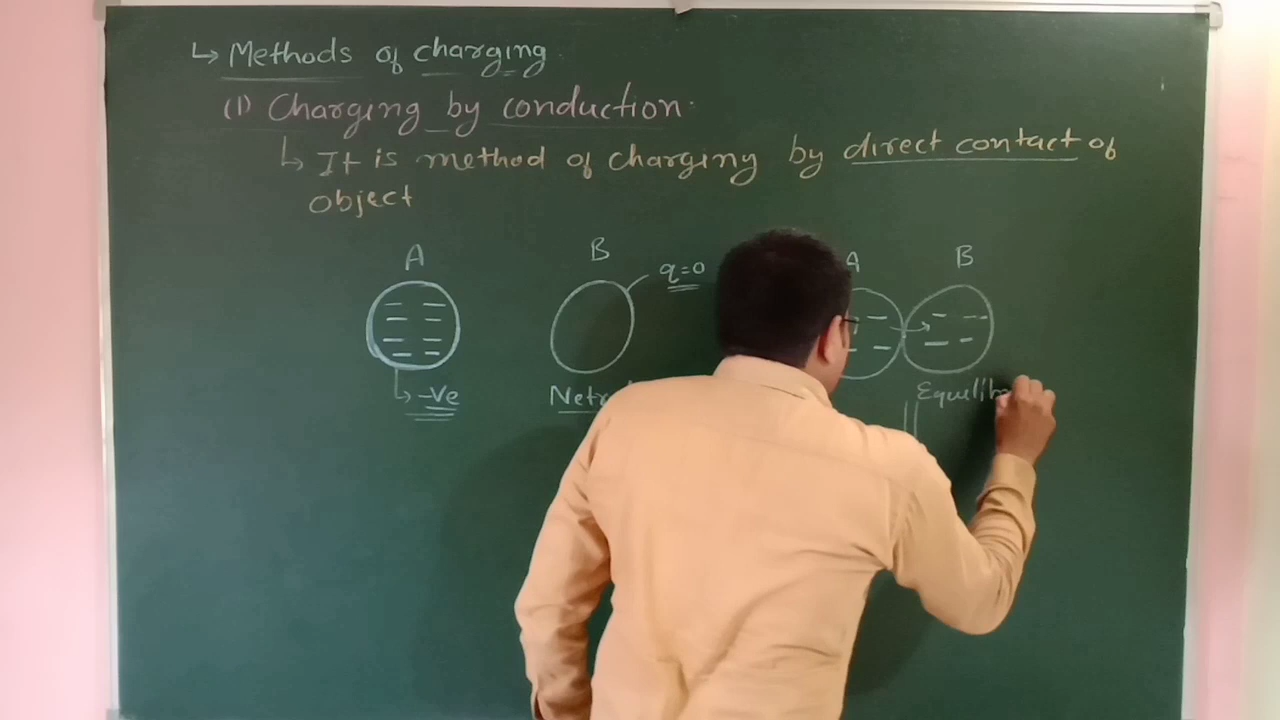 ↳ Methods of charging
(1) Charging by conduction.
↳ It is method of charging by direct contact of
object
A B A B
q=0
↳ -ve